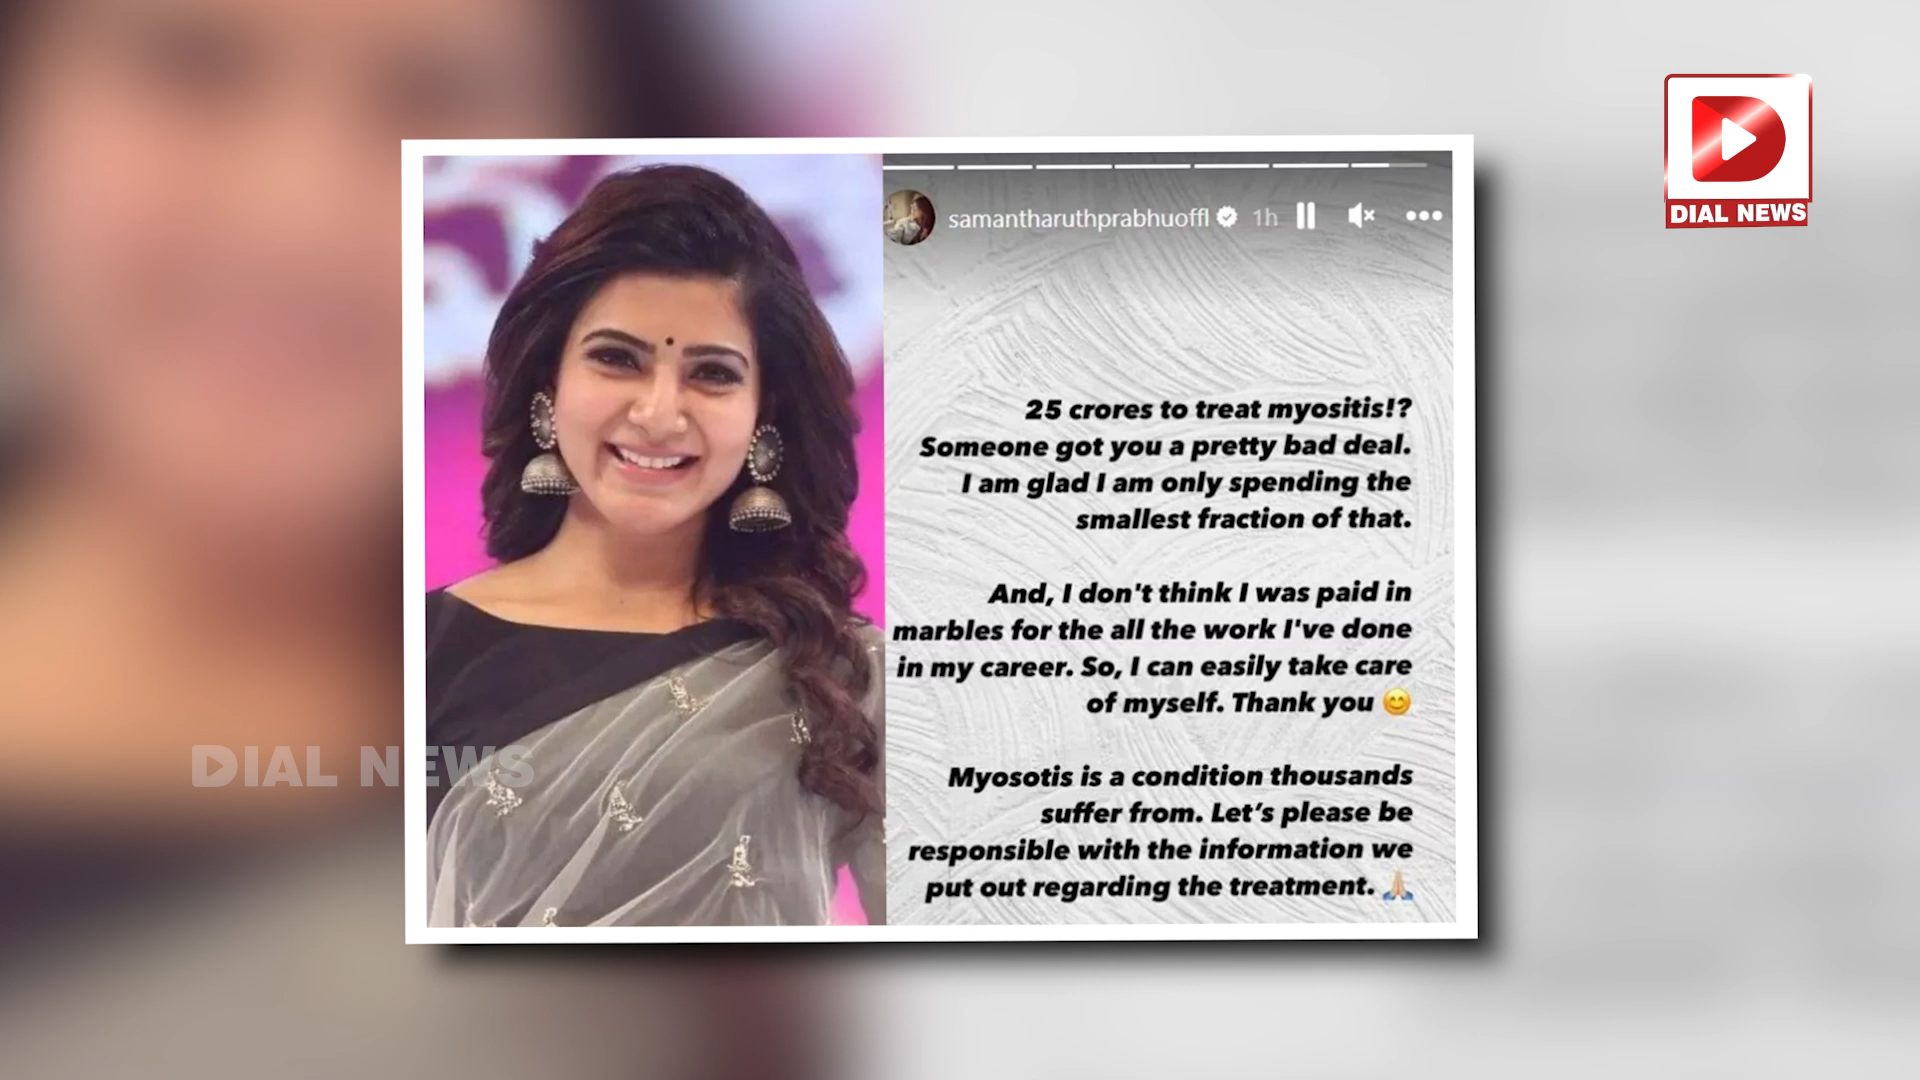 DIAL NEWS
samantharuthprabhuoffl 1h
25 crores to treat myositis!?
Someone got you a pretty bad deal.
I am glad I am only spending the
smallest fraction of that.
And, I don't think I was paid in
marbles for the all the work I've done
in my career. So, I can easily take care
of myself. Thank you 😊
Myosotis is a condition thousands
suffer from. Let’s please be
responsible with the information we
put out regarding the treatment. 🙏🏼
DIAL NEWS